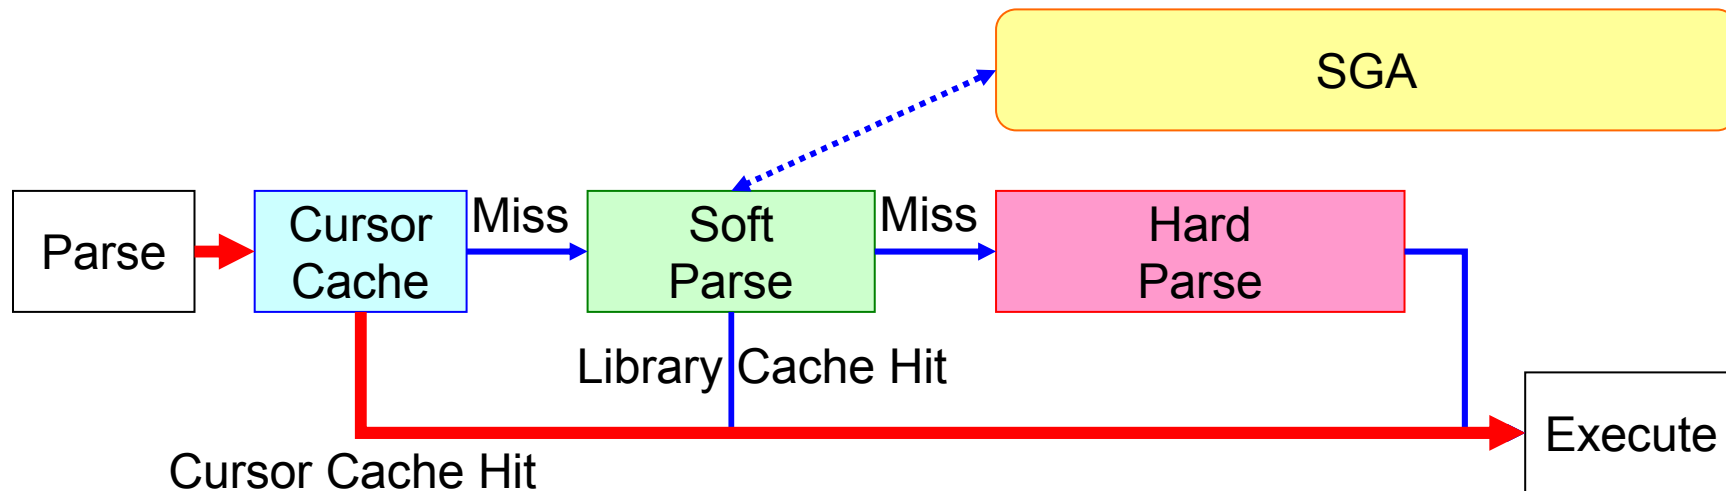 SGA
Parse
Cursor
Cache
Miss
Soft
Parse
Miss
Hard
Parse
Library Cache Hit
Execute
Cursor Cache Hit